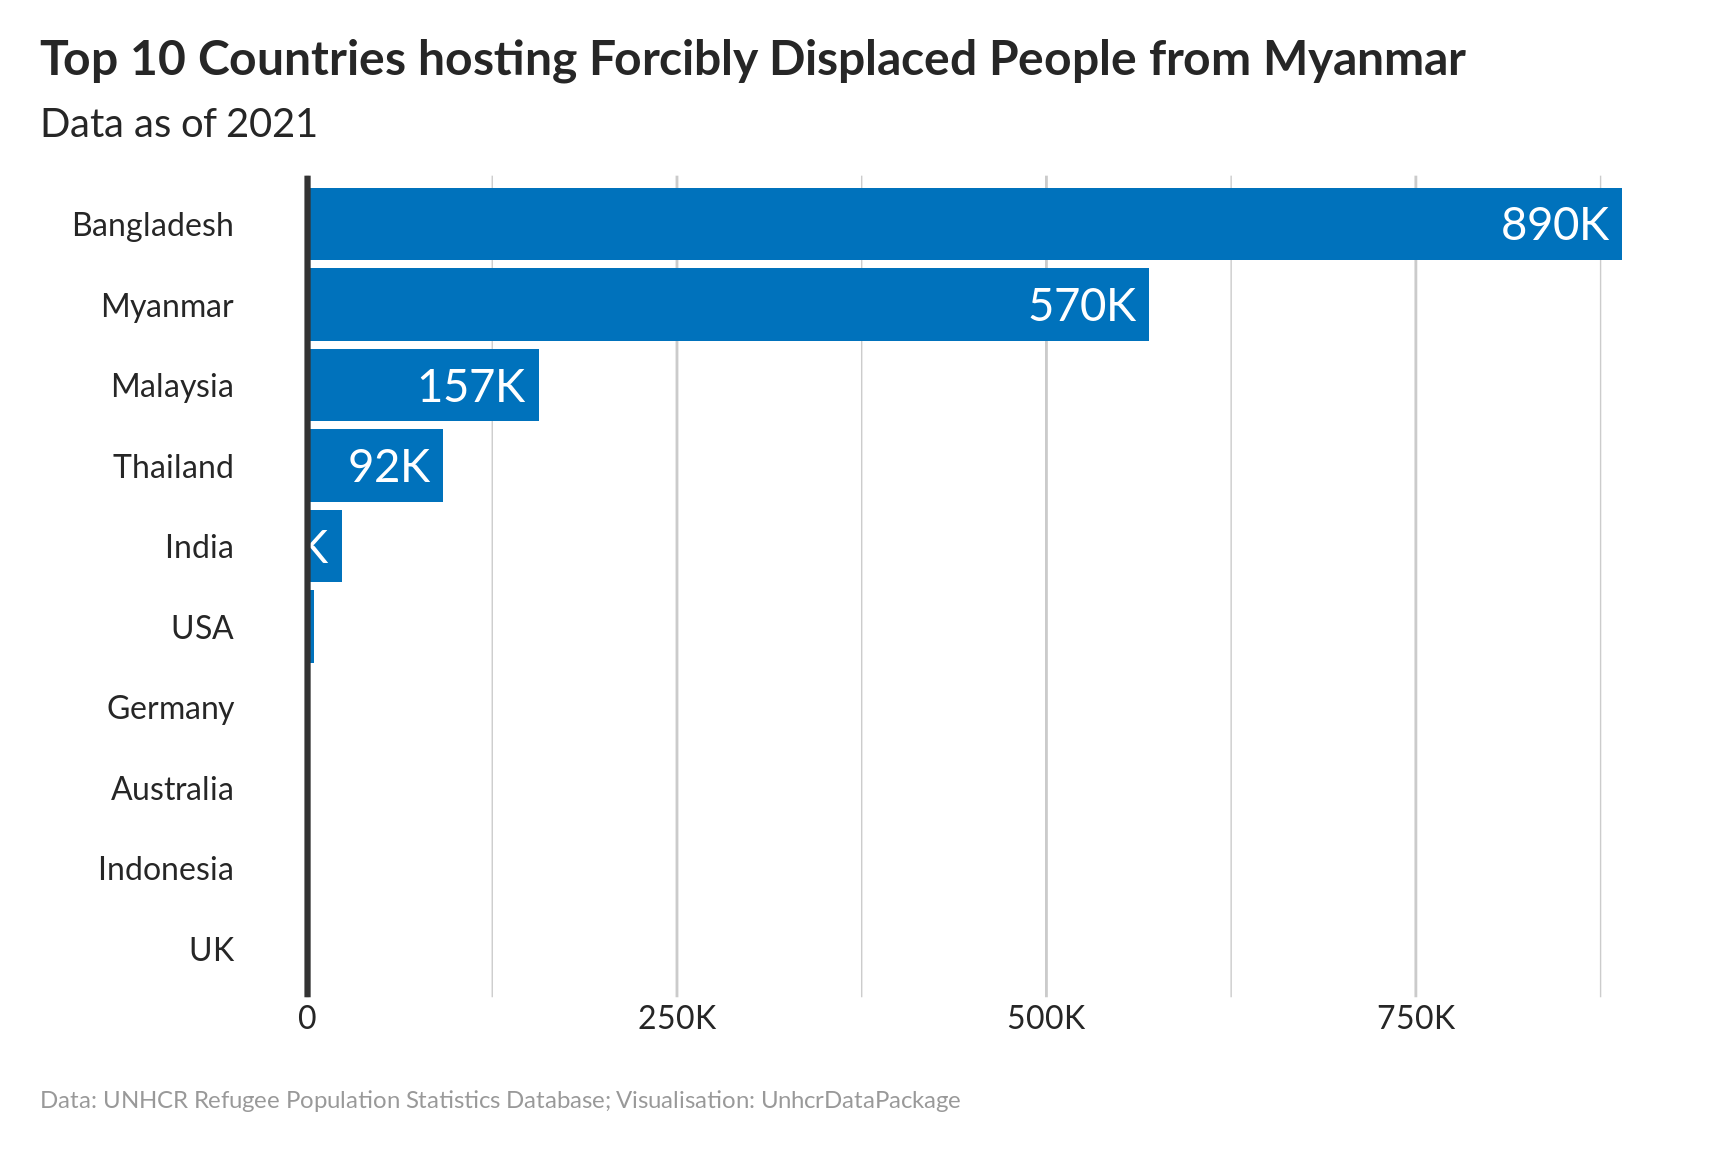 Top 10 Countries hosting Forcibly Displaced People from Myanmar
Data as of 2021
Bangladesh
890K
Myanmar
570K
Malaysia
157K
Thailand
92K
India
K
USA
Germany
Australia
Indonesia
UK
0 250K 500K 750K
Data: UNHCR Refugee Population Statistics Database; Visualisation: UnhcrDataPackage